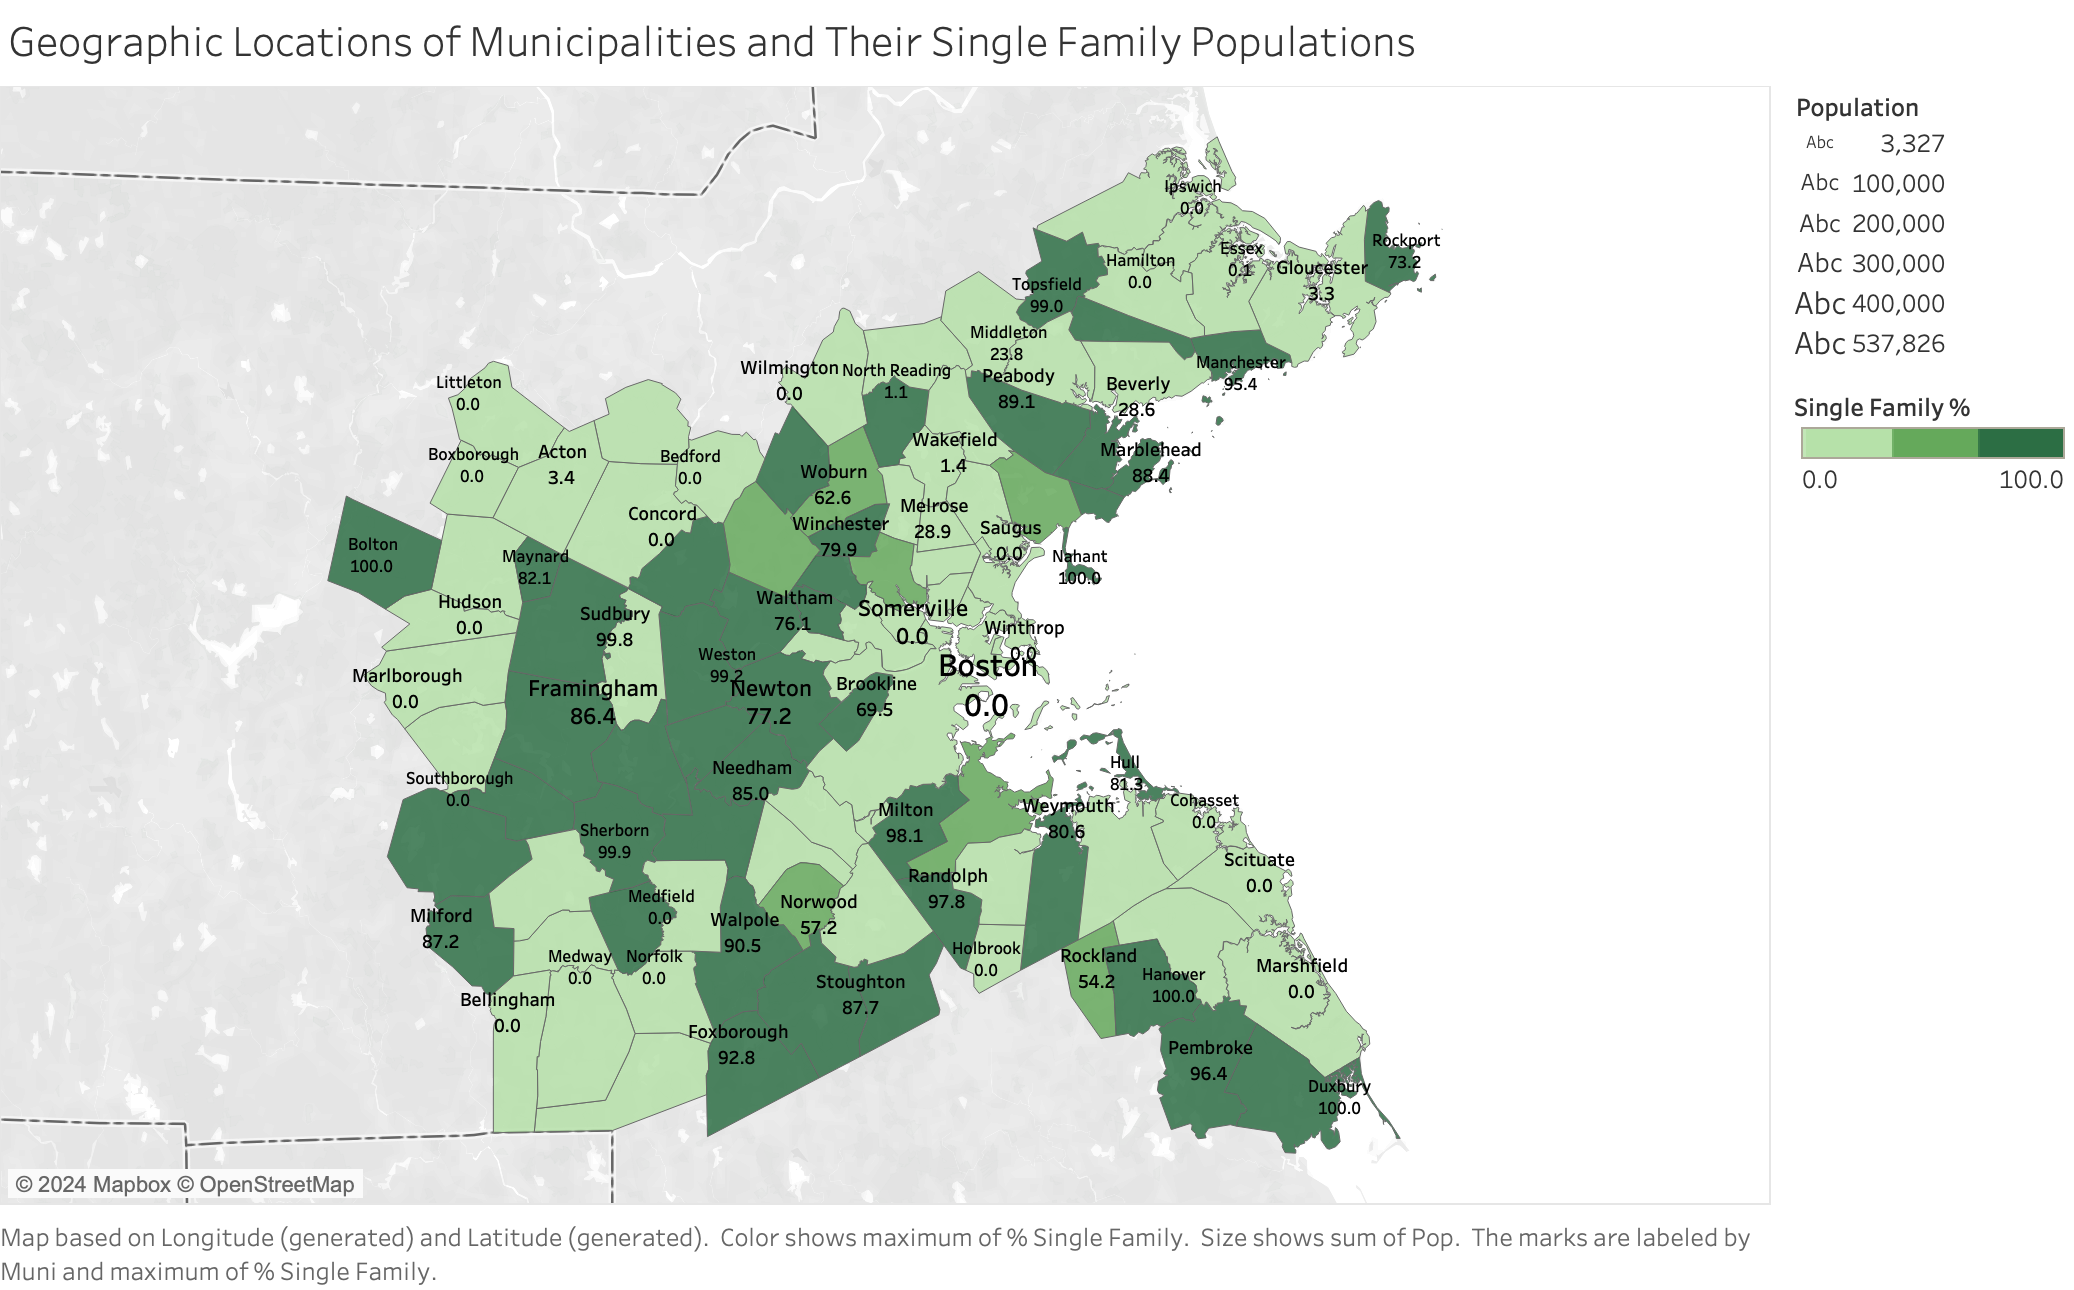 Geographic Locations of Municipalities and Their Single Family Populations
Population
Abc 3,327
Abc 100,000
Abc 200,000
Abc 300,000
Abc 400,000
Abc 537,826
Single Family %
0.0 100.0
Ipswich
0.0
Rockport
73.2
Essex
0.1
Hamilton
0.0
Gloucester
3.3
Topsfield
99.0
Middleton
23.8
Manchester
95.4
Wilmington
0.0
North Reading
1.1
Peabody
89.1
Beverly
28.6
Littleton
0.0
Wakefield
1.4
Marblehead
88.4
Boxborough
0.0
Acton
3.4
Bedford
0.0
Woburn
62.6
Melrose
28.9
Concord
0.0
Winchester
79.9
Saugus
0.0
Bolton
100.0
Maynard
82.1
Nahant
100.0
Hudson
0.0
Sudbury
99.8
Waltham
76.1
Somerville
0.0
Winthrop
0.0
Weston
99.2
Boston
0.0
Marlborough
0.0
Framingham
86.4
Newton
77.2
Brookline
69.5
Southborough
0.0
Needham
85.0
Hull
81.3
Milton
98.1
Weymouth
80.6
Cohasset
0.0
Sherborn
99.9
Scituate
0.0
Randolph
97.8
Medfield
0.0
Norwood
57.2
Milford
87.2
Walpole
90.5
Holbrook
0.0
Medway
0.0
Norfolk
0.0
Rockland
54.2
Hanover
100.0
Marshfield
0.0
Stoughton
87.7
Bellingham
0.0
Foxborough
92.8
Pembroke
96.4
Duxbury
100.0
© 2024 Mapbox © OpenStreetMap
Map based on Longitude (generated) and Latitude (generated).  Color shows maximum of % Single Family.  Size shows sum of Pop.  The marks are labeled by
Muni and maximum of % Single Family.